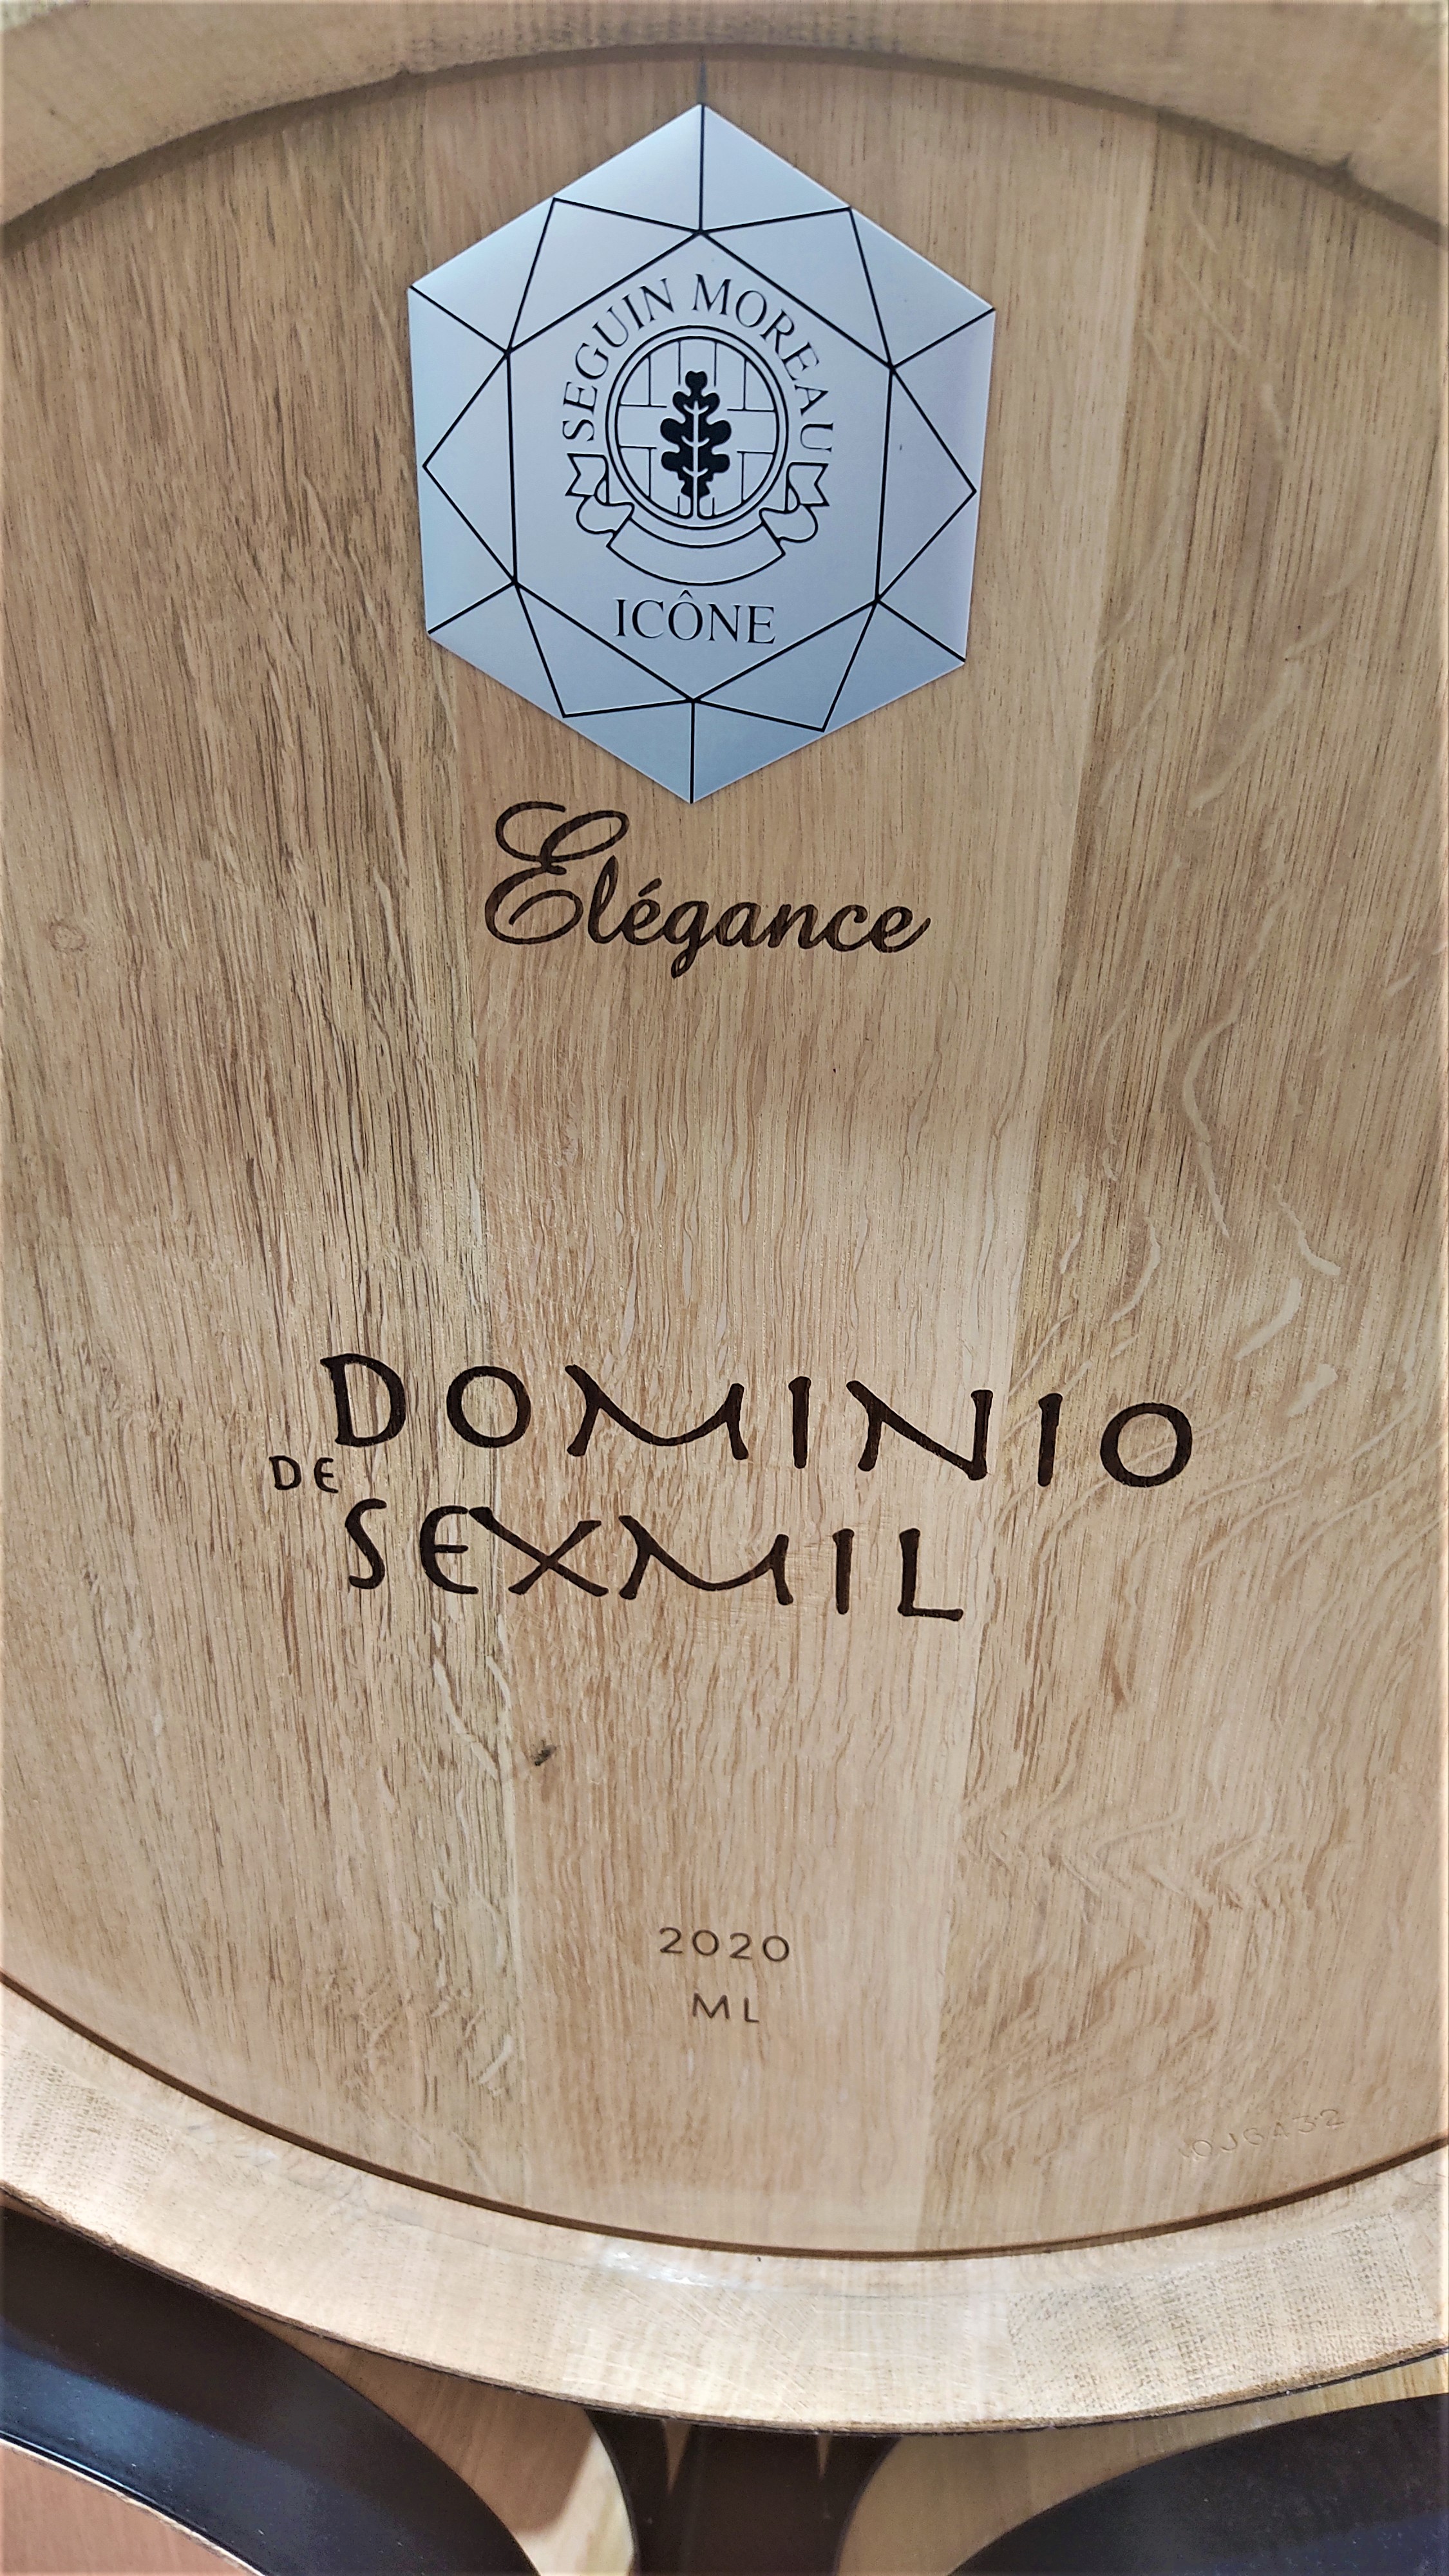 SEGUIN MOREAU
ICÔNE
Elégance
DOMINIO
DE
SEXMIL
2020
ML